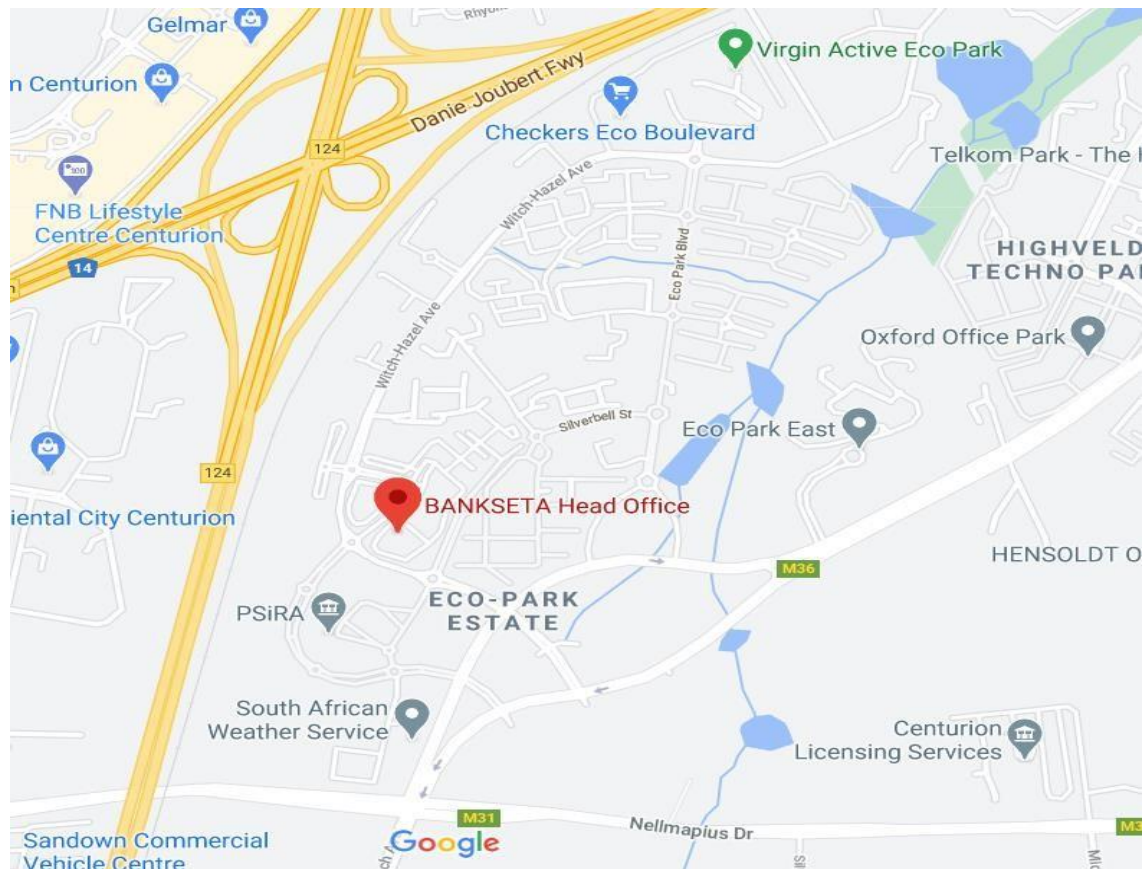 Gelmar
Centurion
FNB Lifestyle
Centre Centurion
14
124
Danie Joubert Fwy
Virgin Active Eco Park
Checkers Eco Boulevard
Witch-Hazel Ave
Telkom Park - The
HIGHVELD
TECHNO
Eco Park Blvd
Oxford Office Park
Witch-Hazel Ave
Silverbell St
Eco Park East
124
City Centurion
BANKSETA Head Office
HENSOLDT
M36
PSiRA
ECO-PARK
ESTATE
South African
Weather Service
Centurion
Licensing Services
M31
Nellmapius Dr
Google
Sandown Commercial
Vehicle Centre